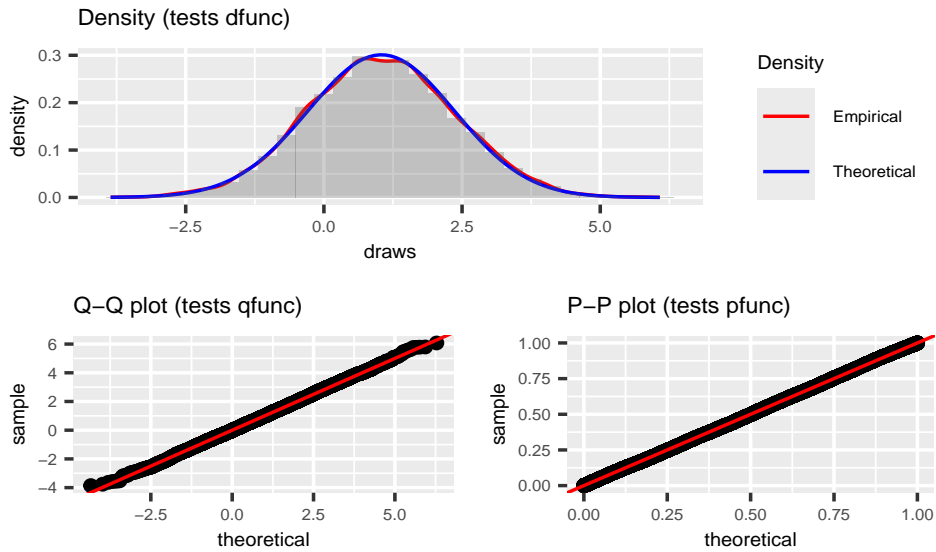 Density (tests dfunc)
density
0.3
0.2
0.1
0.0
−2.5 0.0 2.5 5.0
draws
Density
Empirical
Theoretical
Q−Q plot (tests qfunc)
sample
6
4
2
0
−2
−4
−2.5 0.0 2.5 5.0
theoretical
P−P plot (tests pfunc)
sample
1.00
0.75
0.50
0.25
0.00
0.00 0.25 0.50 0.75 1.00
theoretical